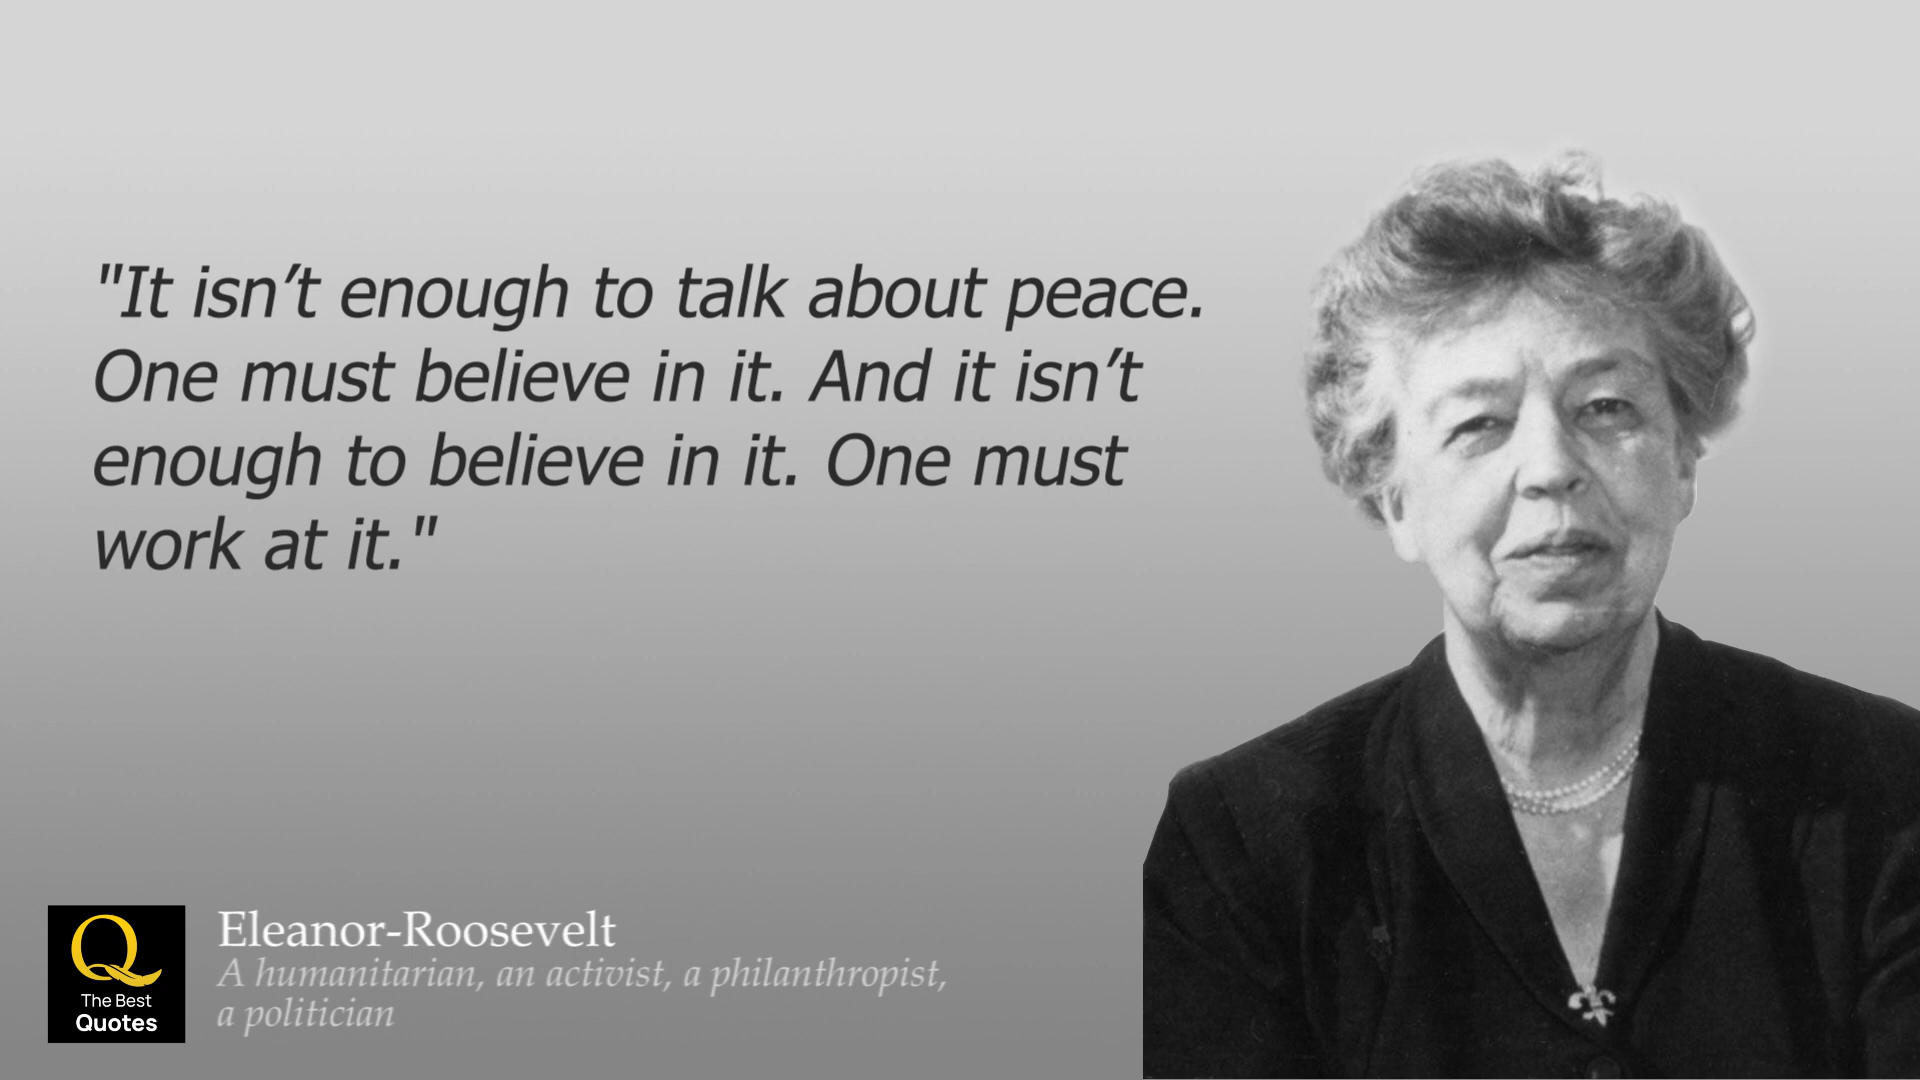 "It isn’t enough to talk about peace.
One must believe in it. And it isn’t
enough to believe in it. One must
work at it."
Eleanor-Roosevelt
A humanitarian, an activist, a philanthropist,
a politician
Q
The Best
Quotes